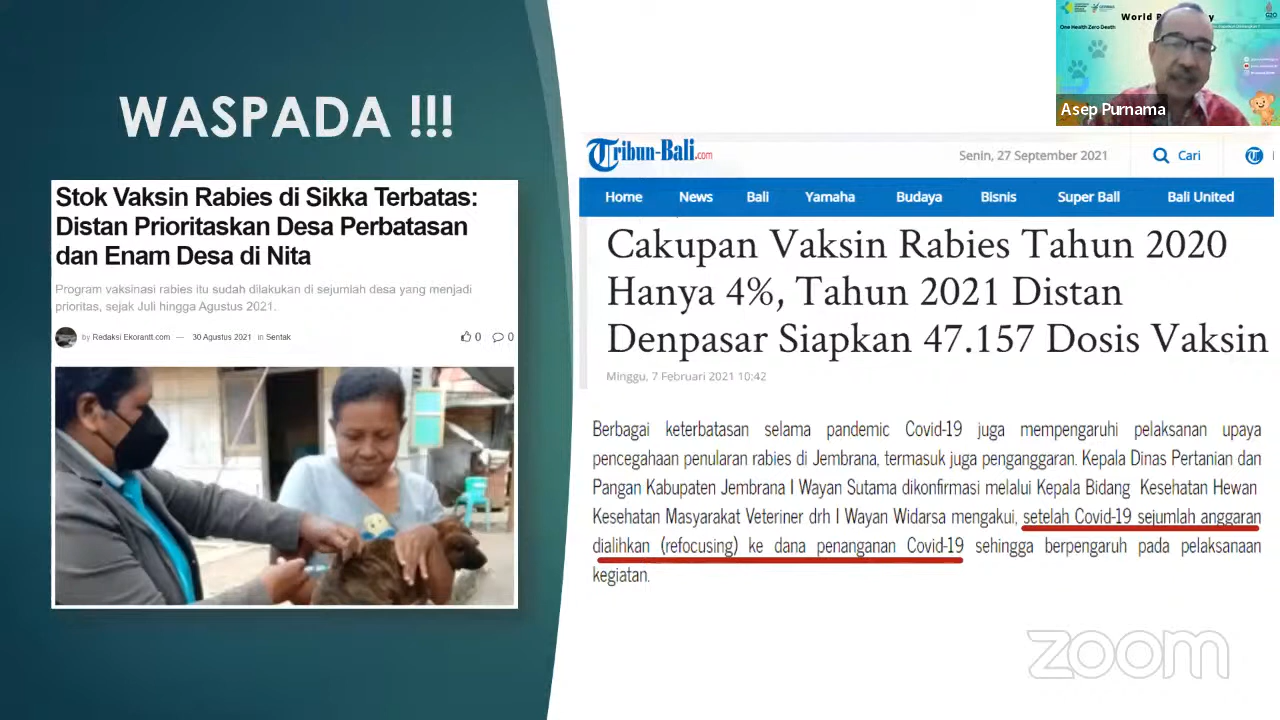 WASPADA !!!
Stok Vaksin Rabies di Sikka Terbatas:
Distan Prioritaskan Desa Perbatasan
dan Enam Desa di Nita
Program vaksinasi rabies itu sudah dilakukan di sejumlah desa yang menjadi
prioritas, sejak Juli hingga Agustus 2021.
by Redaksi Ekorantt.com — 30 Agustus 2021 in Sentak
0 0
Tribun-Bali.com
Senin, 27 September 2021
Cari
Home News Bali Yamaha Budaya Bisnis Super Ball Bali United
Cakupan Vaksin Rabies Tahun 2020
Hanya 4%, Tahun 2021 Distan
Denpasar Siapkan 47.157 Dosis Vaksin
Minggu, 7 Februari 2021 10:42
Berbagai keterbatasan selama pandemic Covid-19 juga mempengaruhi pelaksanan upaya
pencegahaan penularan rabies di Jembrana, termasuk juga penganggaran. Kepala Dinas Pertanian dan
Pangan Kabupaten Jembrana I Wayan Sutama dikonfirmasi melalui Kepala Bidang Kesehatan Hewan
Kesehatan Masyarakat Veteriner drh I Wayan Widarsa mengakui, setelah Covid-19 sejumlah anggaran
dialihkan (refocusing) ke dana penanganan Covid-19 sehingga berpengaruh pada pelaksanaan
kegiatan.
World
One Health Zero Death
G20
Asep Purnama
zoom